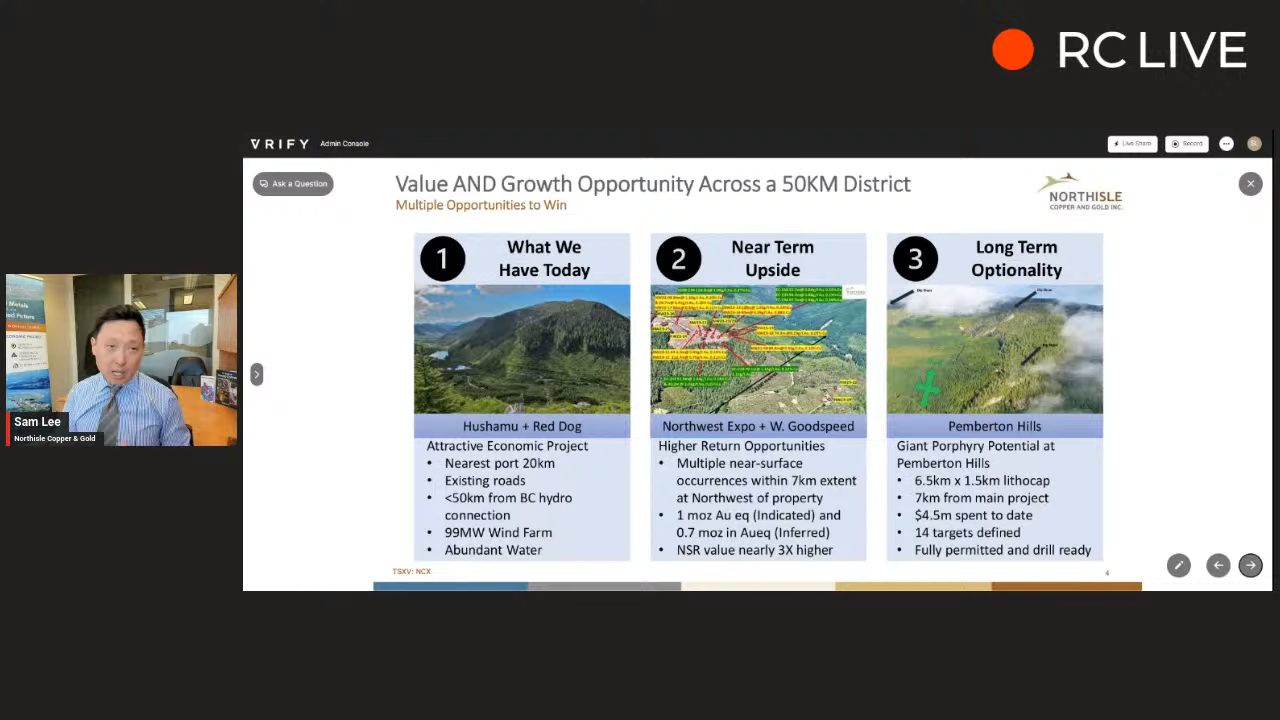 RC LIVE
VRIFY
Admin Console
Live Share
Record
Ask a Question
Value AND Growth Opportunity Across a 50KM District
Multiple Opportunities to Win
NORTHISLE
COPPER AND GOLD INC.
1
What We
Have Today
Hushamu + Red Dog
Attractive Economic Project
• Nearest port 20km
• Existing roads
• <50km from BC hydro
connection
• 99MW Wind Farm
• Abundant Water
2
Near Term
Upside
Northwest Expo + W. Goodspeed
Higher Return Opportunities
• Multiple near-surface
occurrences within 7km extent
at Northwest of property
• 1 moz Au eq (Indicated) and
0.7 moz in Aueq (Inferred)
• NSR value nearly 3X higher
3
Long Term
Optionality
Pemberton Hills
Giant Porphyry Potential at
Pemberton Hills
• 6.5km x 1.5km lithocap
• 7km from main project
• $4.5m spent to date
• 14 targets defined
• Fully permitted and drill ready
TSXV: NCX
4
Sam Lee
Northisle Copper & Gold